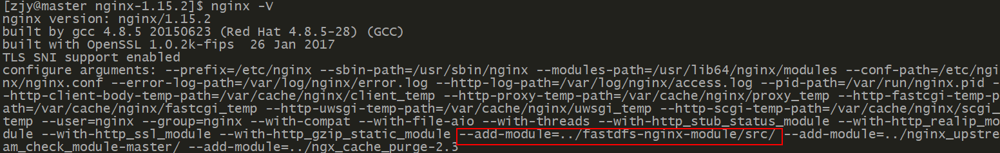 [zjy@master nginx-1.15.2]$ nginx -V
nginx version: nginx/1.15.2
built by gcc 4.8.5 20150623 (Red Hat 4.8.5-28) (GCC)
built with OpenSSL 1.0.2k-fips  26 Jan 2017
TLS SNI support enabled
configure arguments: --prefix=/etc/nginx --sbin-path=/usr/sbin/nginx --modules-path=/usr/lib64/nginx/modules --conf-path=/etc/ngi
nx/nginx.conf --error-log-path=/var/log/nginx/error.log --http-log-path=/var/log/nginx/access.log --pid-path=/var/run/nginx.pid -
-http-client-body-temp-path=/var/cache/nginx/client_temp --http-proxy-temp-path=/var/cache/nginx/proxy_temp --http-fastcgi-temp-p
ath=/var/cache/nginx/fastcgi_temp --http-uwsgi-temp-path=/var/cache/nginx/uwsgi_temp --http-scgi-temp-path=/var/cache/nginx/scgi_
temp --user=nginx --group=nginx --with-compat --with-file-aio --with-threads --with-http_stub_status_module --with-http_realip_mo
dule --with-http_ssl_module --with-http_gzip_static_module --add-module=../fastdfs-nginx-module/src/ --add-module=../nginx_upstre
am_check_module-master/ --add-module=../ngx_cache_purge-2.3